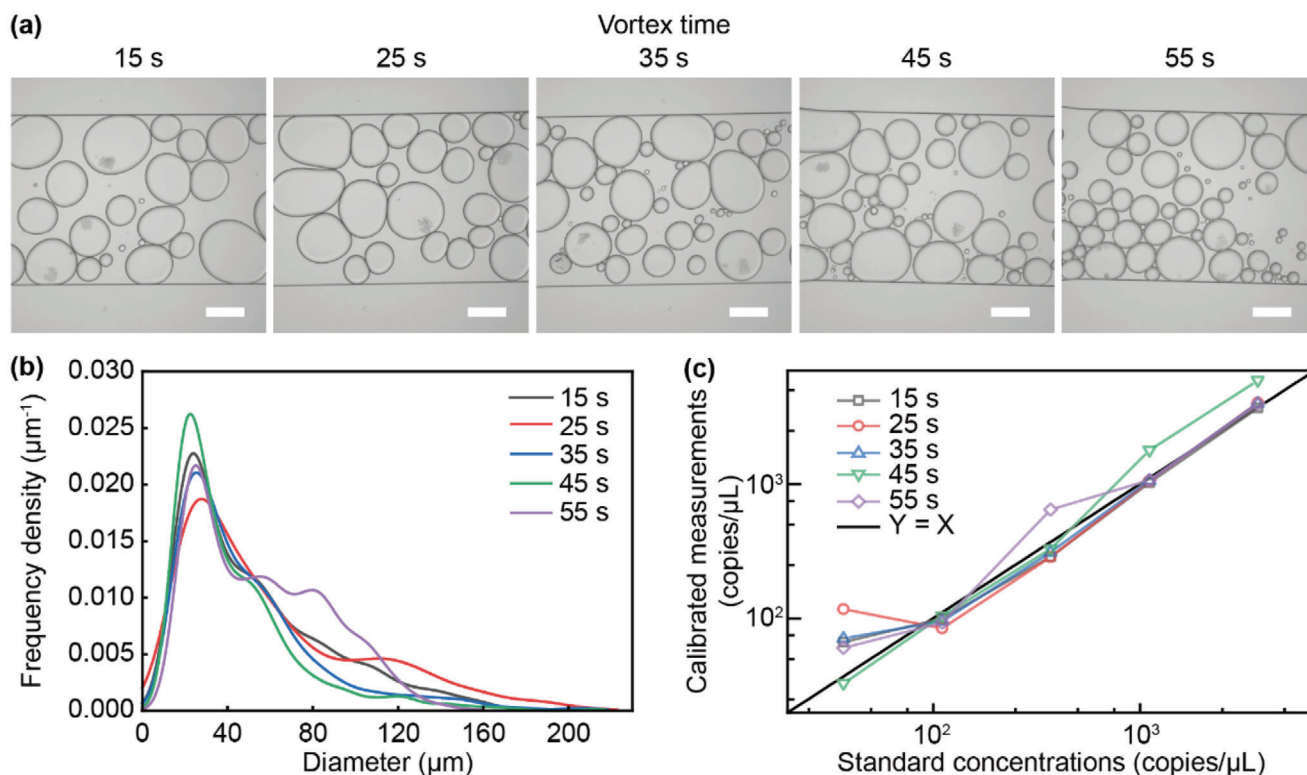 (a)
Vortex time
15 s
25 s
35 s
45 s
55 s
(b)
0.030
0.025
0.020
0.015
0.010
0.005
0.000
Frequency density (µm⁻¹)
15 s
25 s
35 s
45 s
55 s
0
40
80
120
160
200
Diameter (µm)
(c)
Calibrated measurements
(copies/µL)
10³
10²
15 s
25 s
35 s
45 s
55 s
Y = X
10²
10³
Standard concentrations (copies/µL)